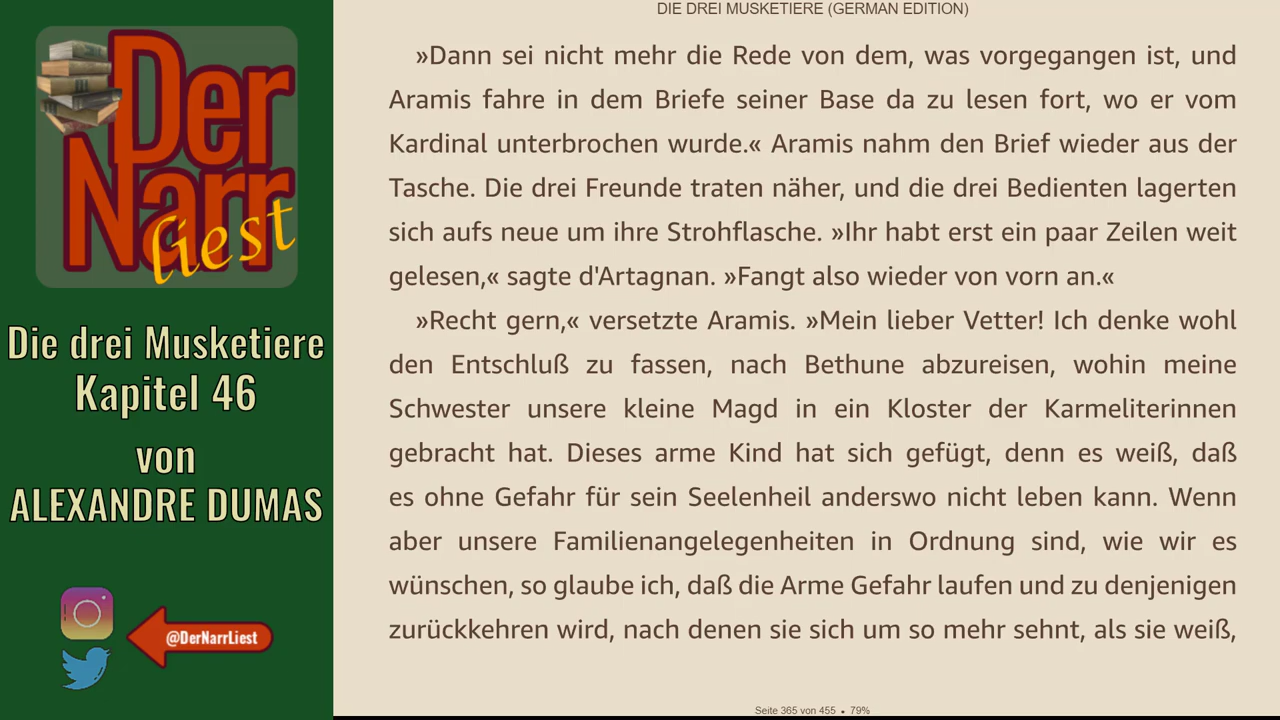 Der
Narr
liest
Die drei Musketiere
Kapitel 46
von
ALEXANDRE DUMAS
@DerNarrLiest
DIE DREI MUSKETIERE (GERMAN EDITION)
»Dann sei nicht mehr die Rede von dem, was vorgegangen ist, und
Aramis fahre in dem Briefe seiner Base da zu lesen fort, wo er vom
Kardinal unterbrochen wurde.« Aramis nahm den Brief wieder aus der
Tasche. Die drei Freunde traten näher, und die drei Bedienten lagerten
sich aufs neue um ihre Strohflasche. »Ihr habt erst ein paar Zeilen weit
gelesen,« sagte d'Artagnan. »Fangt also wieder von vorn an.«
»Recht gern,« versetzte Aramis. »Mein lieber Vetter! Ich denke wohl
den Entschluß zu fassen, nach Bethune abzureisen, wohin meine
Schwester unsere kleine Magd in ein Kloster der Karmeliterinnen
gebracht hat. Dieses arme Kind hat sich gefügt, denn es weiß, daß
es ohne Gefahr für sein Seelenheil anderswo nicht leben kann. Wenn
aber unsere Familienangelegenheiten in Ordnung sind, wie wir es
wünschen, so glaube ich, daß die Arme Gefahr laufen und zu denjenigen
zurückkehren wird, nach denen sie sich um so mehr sehnt, als sie weiß,
Seite 365 von 455 • 79%